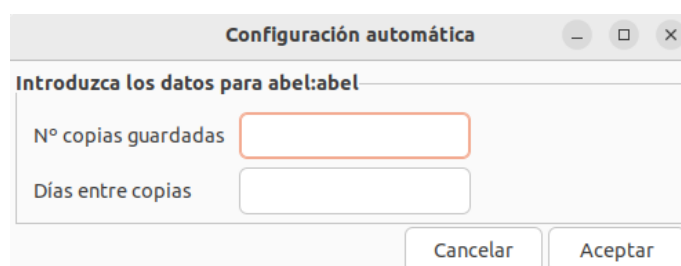 Configuración automática
Introduzca los datos para abel:abel
Nº copias guardadas
Días entre copias
Cancelar Aceptar